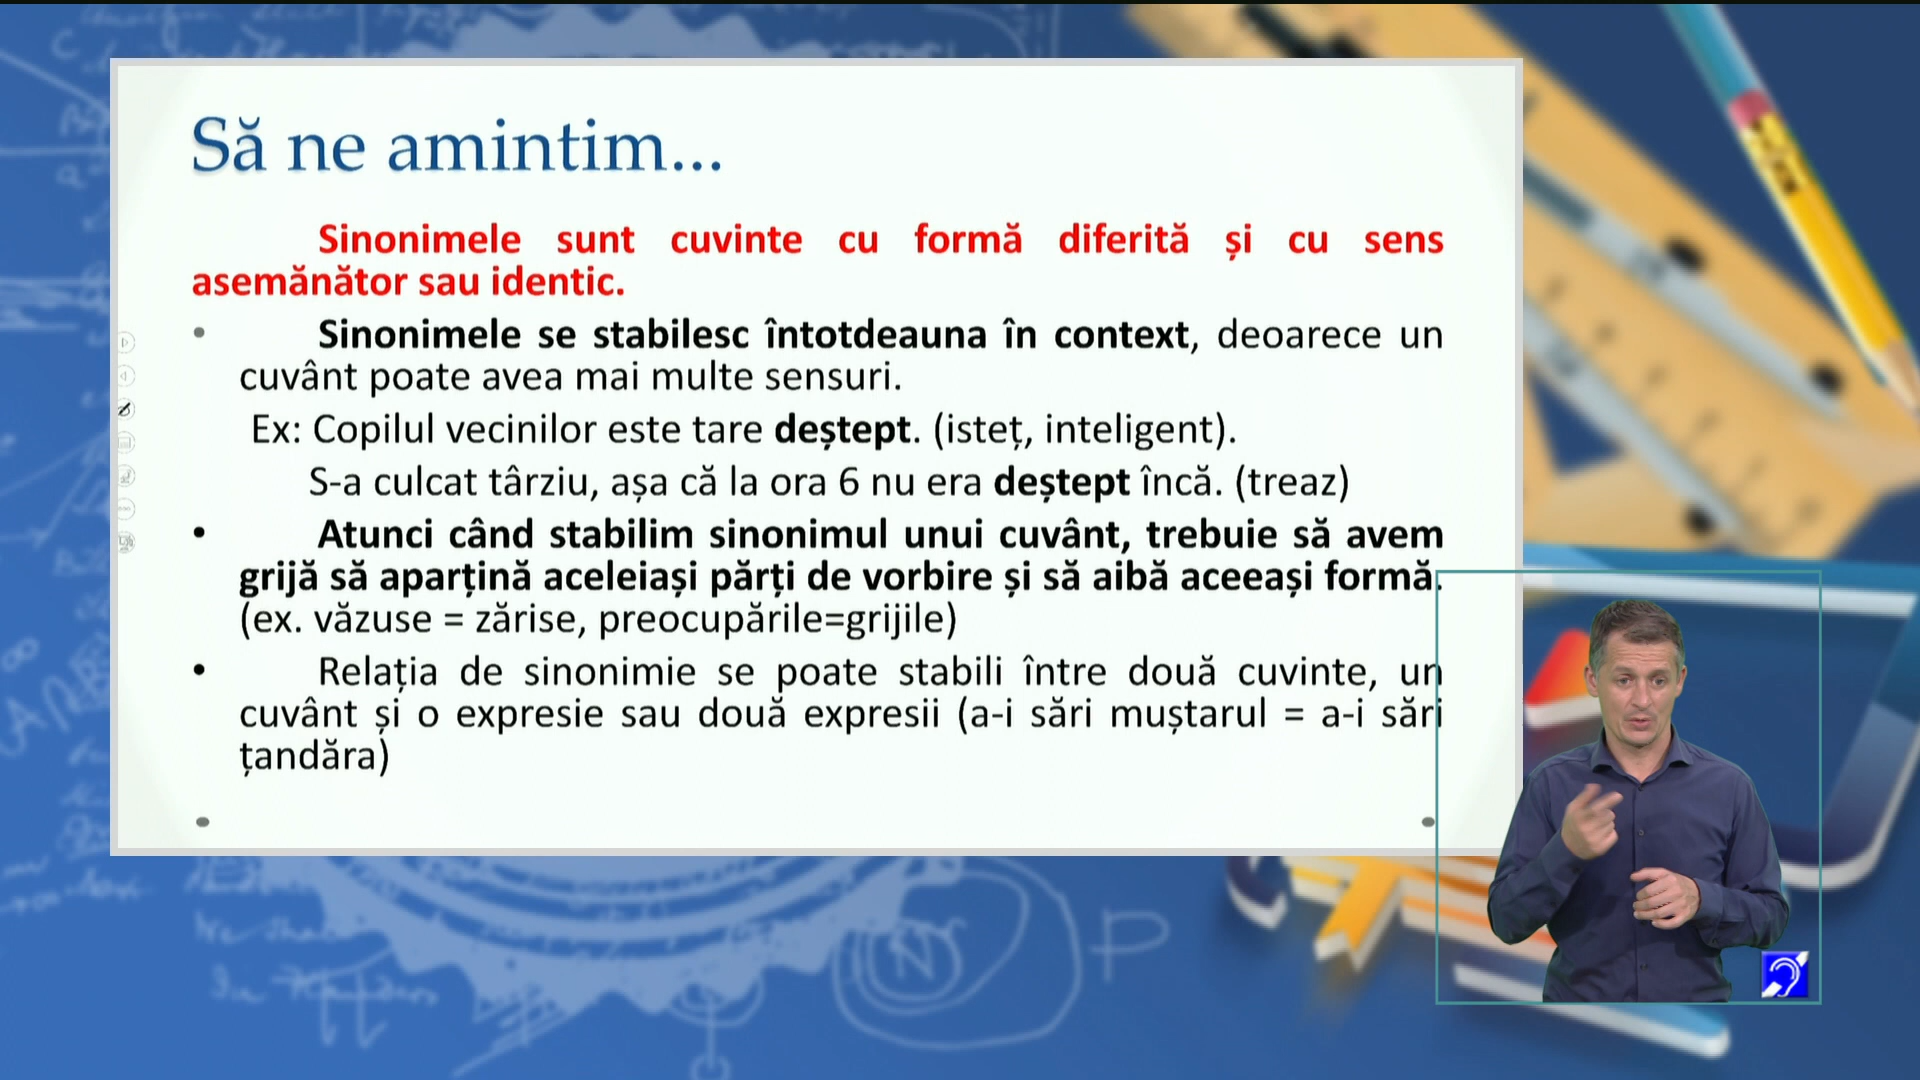 Să ne amintim...
Sinonimele sunt cuvinte cu formă diferită și cu sens
asemănător sau identic.
• Sinonimele se stabilesc întotdeauna în context, deoarece un
cuvânt poate avea mai multe sensuri.
Ex: Copilul vecinilor este tare deștept. (isteț, inteligent).
S-a culcat târziu, așa că la ora 6 nu era deștept încă. (treaz)
• Atunci când stabilim sinonimul unui cuvânt, trebuie să avem
grijă să aparțină aceleiași părți de vorbire și să aibă aceeași formă.
(ex. văzuse = zărise, preocupările=grijile)
• Relația de sinonimie se poate stabili între două cuvinte, un
cuvânt și o expresie sau două expresii (a-i sări muștarul = a-i sări
țandăra)
N
P